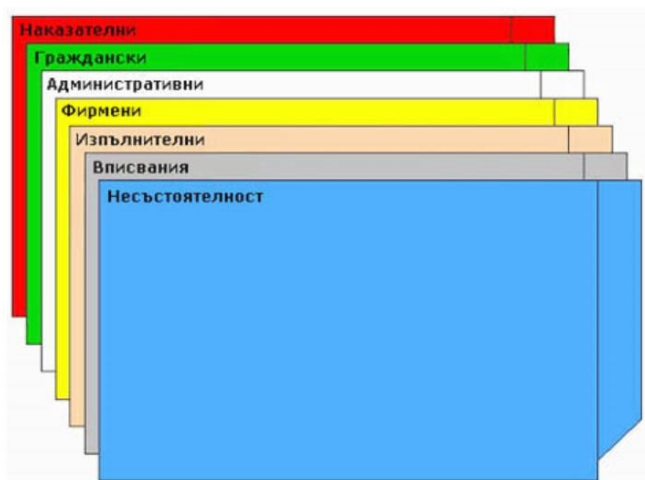 Наказателни
Граждански
Административни
Фирмени
Изпълнителни
Вписвания
Несъстоятелност